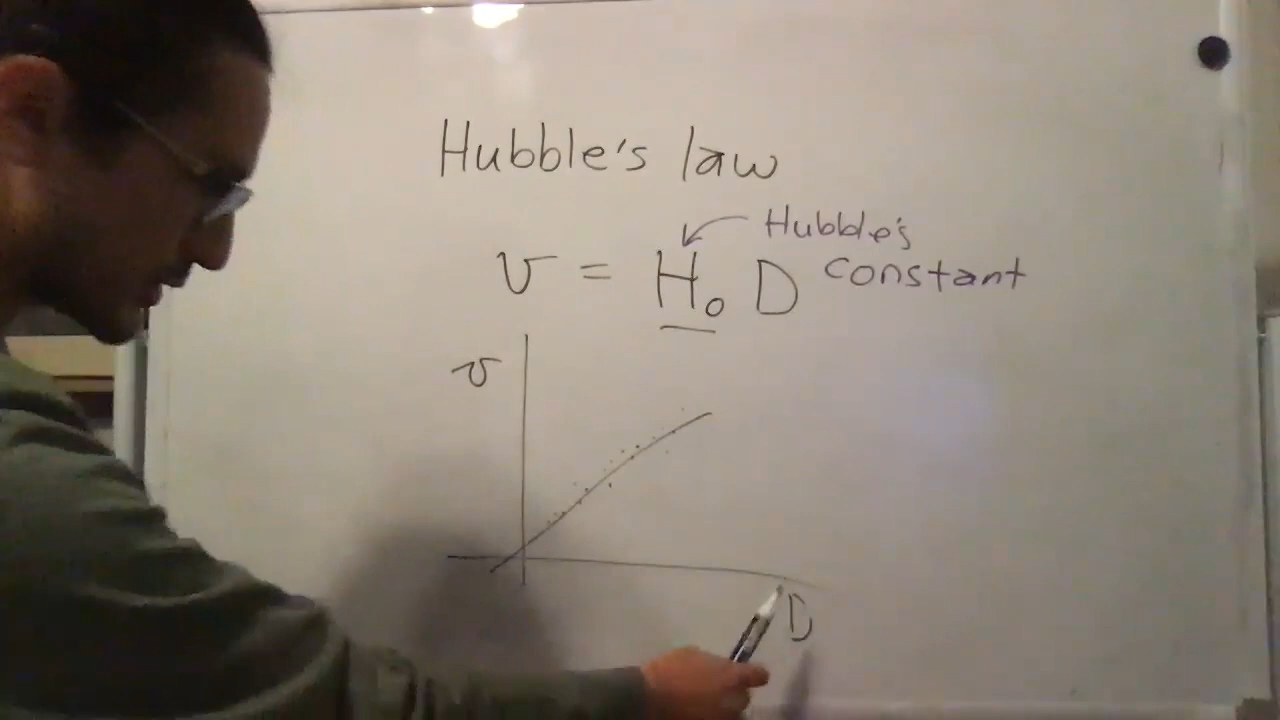 Hubble's law
Hubble's
v = H₀ D constant
v
D